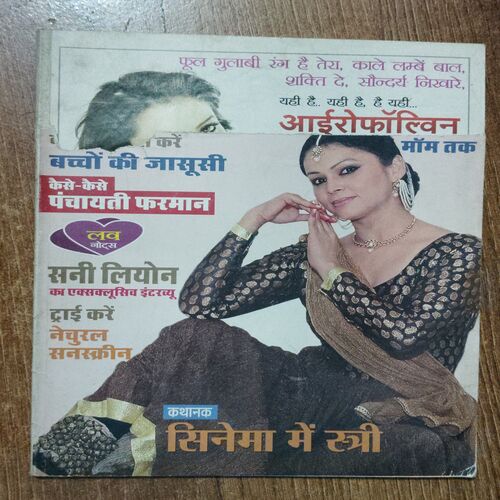 फूल गुलाबी रंग है तेरा, काले लम्बें बाल,
शक्ति दे, सौन्दर्य निखारे,
यही है.. यही है, है यही...
आईरोफॉल्विन
करें
मॉम तक
बच्चों की जासूसी
कैसे-कैसे
पंचायती फरमान
लव
नोट्स
सनी लियोन
का एक्सक्लूसिव इंटरव्यू
ट्राई करें
नेचुरल
सनस्क्रीन
कथानक
सिनेमा में स्त्री